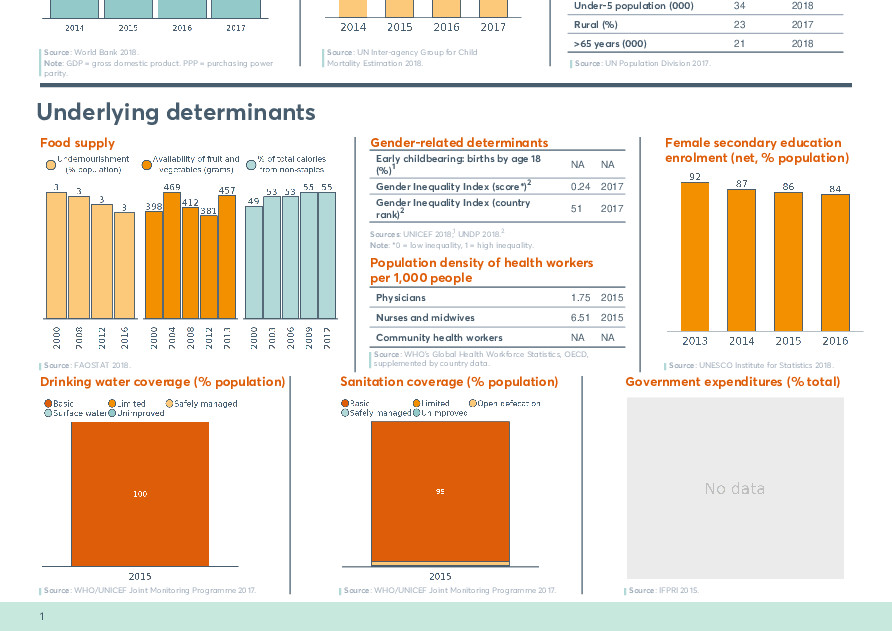 2014 2015 2016 2017
Source: World Bank 2018.
Note: GDP = gross domestic product. PPP = purchasing power
parity.
2014 2015 2016 2017
Source: UN Inter-agency Group for Child
Mortality Estimation 2018.
Under-5 population (000) 34 2018
Rural (%) 23 2017
>65 years (000) 21 2018
Source: UN Population Division 2017.
Underlying determinants
Food supply
Undernourishment
(% population)
Availability of fruit and
vegetables (grams)
% of total calories
from non-staples
3 3 3 3
398 469 412 381 457
49 53 53 55 55
2000 2008 2012 2016
2000 2004 2008 2012
2000 2006 2009
Source: FAOSTAT 2018.
Gender-related determinants
Early childbearing: births by age 18
(%)1 NA NA
Gender Inequality Index (score*)2 0.24 2017
Gender Inequality Index (country
rank)2 51 2017
Sources: UNICEF 2018,1 UNDP 2018.2
Note: *0 = low inequality, 1 = high inequality.
Population density of health workers
per 1,000 people
Physicians 1.75 2015
Nurses and midwives 6.51 2015
Community health workers NA NA
Source: WHO's Global Health Workforce Statistics, OECD,
supplemented by country data.
Female secondary education
enrolment (net, % population)
92 87 86 84
2013 2014 2015 2016
Source: UNESCO Institute for Statistics 2018.
Drinking water coverage (% population)
Basic Limited Safely managed
Surface water Unimproved
100
2015
Source: WHO/UNICEF Joint Monitoring Programme 2017.
Sanitation coverage (% population)
Basic Limited Open defecation
Safely managed Unimproved
2015
Source: WHO/UNICEF Joint Monitoring Programme 2017.
Government expenditures (% total)
No data
Source: IFPRI 2015.
1